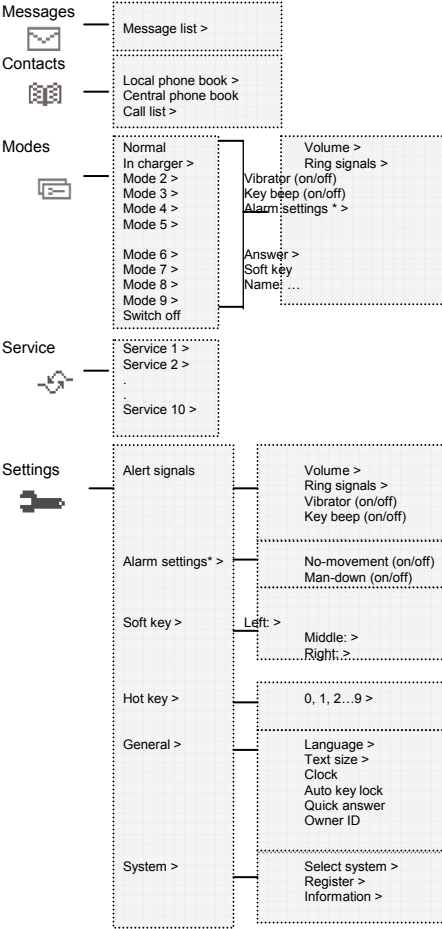 Messages
Message list >
Contacts
Local phone book >
Central phone book
Call list >
Modes
Normal
In charger >
Mode 2 >
Mode 3 >
Mode 4 >
Mode 5 >
Mode 6 >
Mode 7 >
Mode 8 >
Mode 9 >
Switch off
Volume >
Ring signals >
Vibrator (on/off)
Key beep (on/off)
Alarm settings * >
Answer >
Soft key
Name: …
Service
Service 1 >
Service 2 >
.
.
Service 10 >
Settings
Alert signals
Volume >
Ring signals >
Vibrator (on/off)
Key beep (on/off)
Alarm settings* >
No-movement (on/off)
Man-down (on/off)
Soft key >
Left: >
Middle: >
Right: >
Hot key >
0, 1, 2…9 >
General >
Language >
Text size >
Clock
Auto key lock
Quick answer
Owner ID
System >
Select system >
Register >
Information >